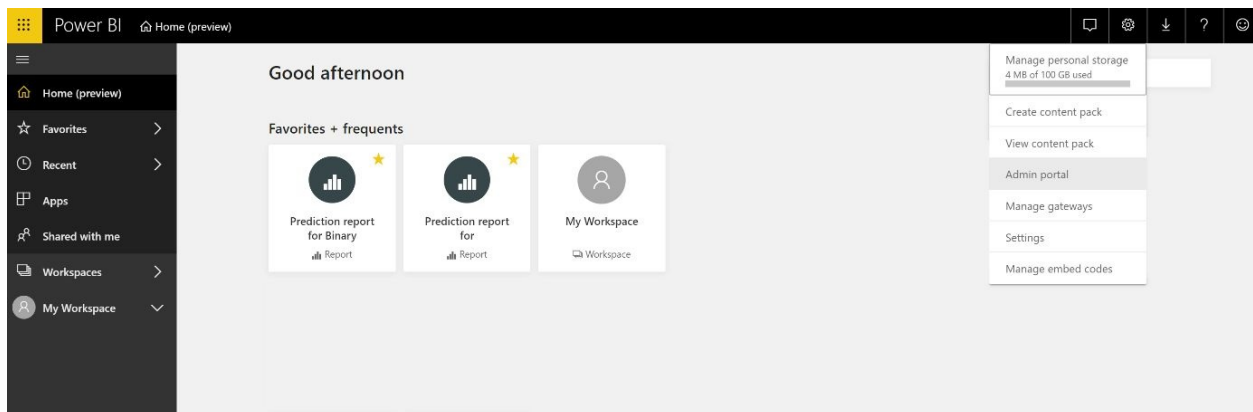 Power BI
Home (preview)
Home (preview)
Favorites
Recent
Apps
Shared with me
Workspaces
My Workspace
Good afternoon
Favorites + frequents
Prediction report
for Binary
Report
Prediction report
for
Report
My Workspace
Workspace
Manage personal storage
4 MB of 100 GB used
Create content pack
View content pack
Admin portal
Manage gateways
Settings
Manage embed codes